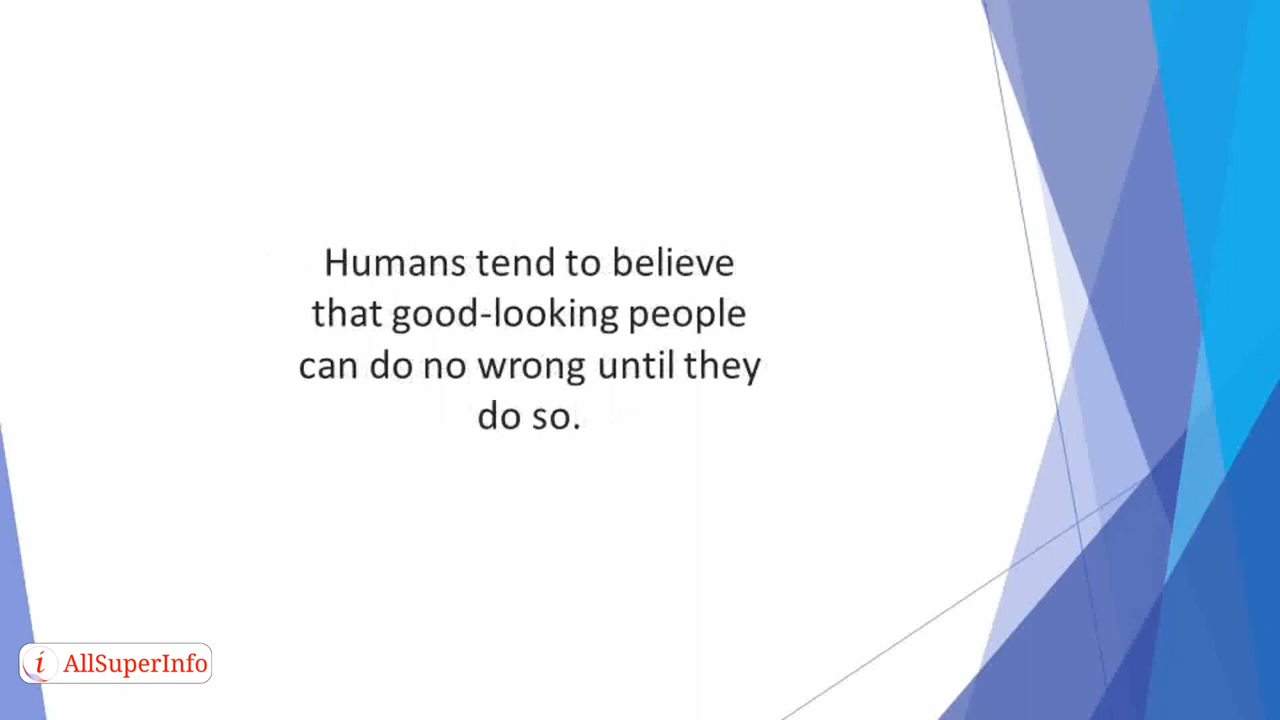 Humans tend to believe
that good-looking people
can do no wrong until they
do so.
i AllSuperInfo